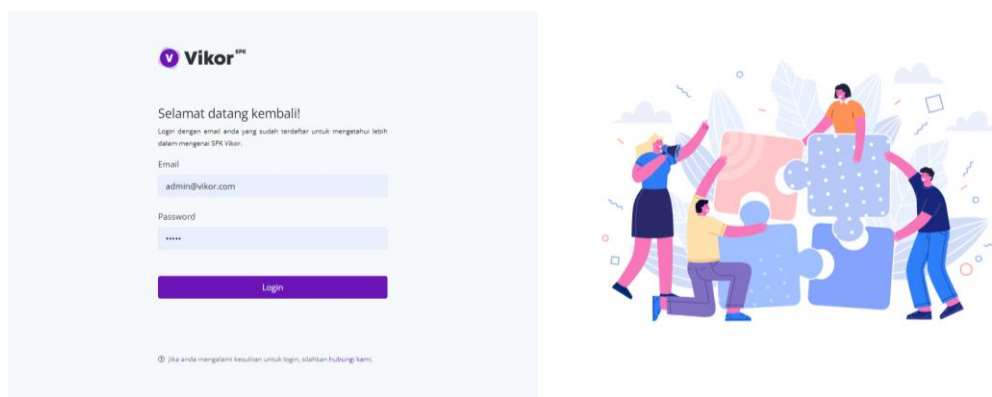 V Vikor SPK
Selamat datang kembali!
Login dengan email anda yang sudah terdaftar untuk mengetahui lebih
dalam mengenai SPK Vikor.
Email
admin@vikor.com
Password
•••••
Login
Jika anda mengalami kesulitan untuk login, silahkan hubungi kami.